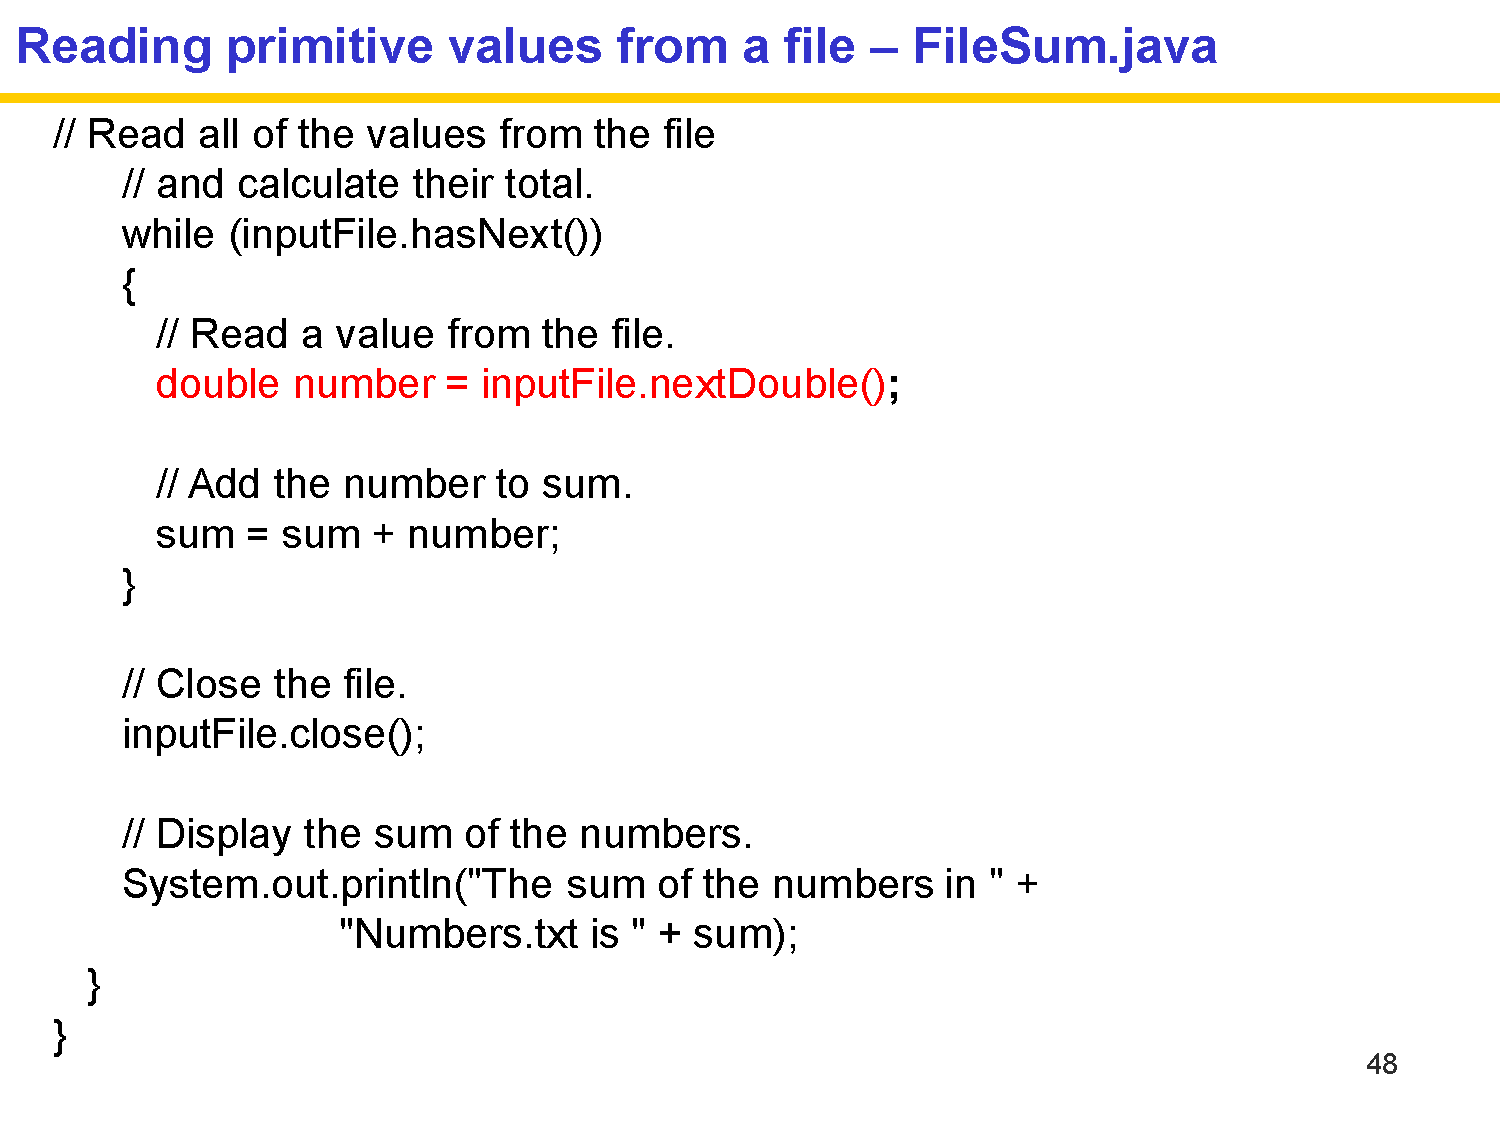 Reading primitive values from a file – FileSum.java
// Read all of the values from the file
// and calculate their total.
while (inputFile.hasNext())
{
// Read a value from the file.
double number = inputFile.nextDouble();
// Add the number to sum.
sum = sum + number;
}
// Close the file.
inputFile.close();
// Display the sum of the numbers.
System.out.println("The sum of the numbers in " +
"Numbers.txt is " + sum);
}
}
48